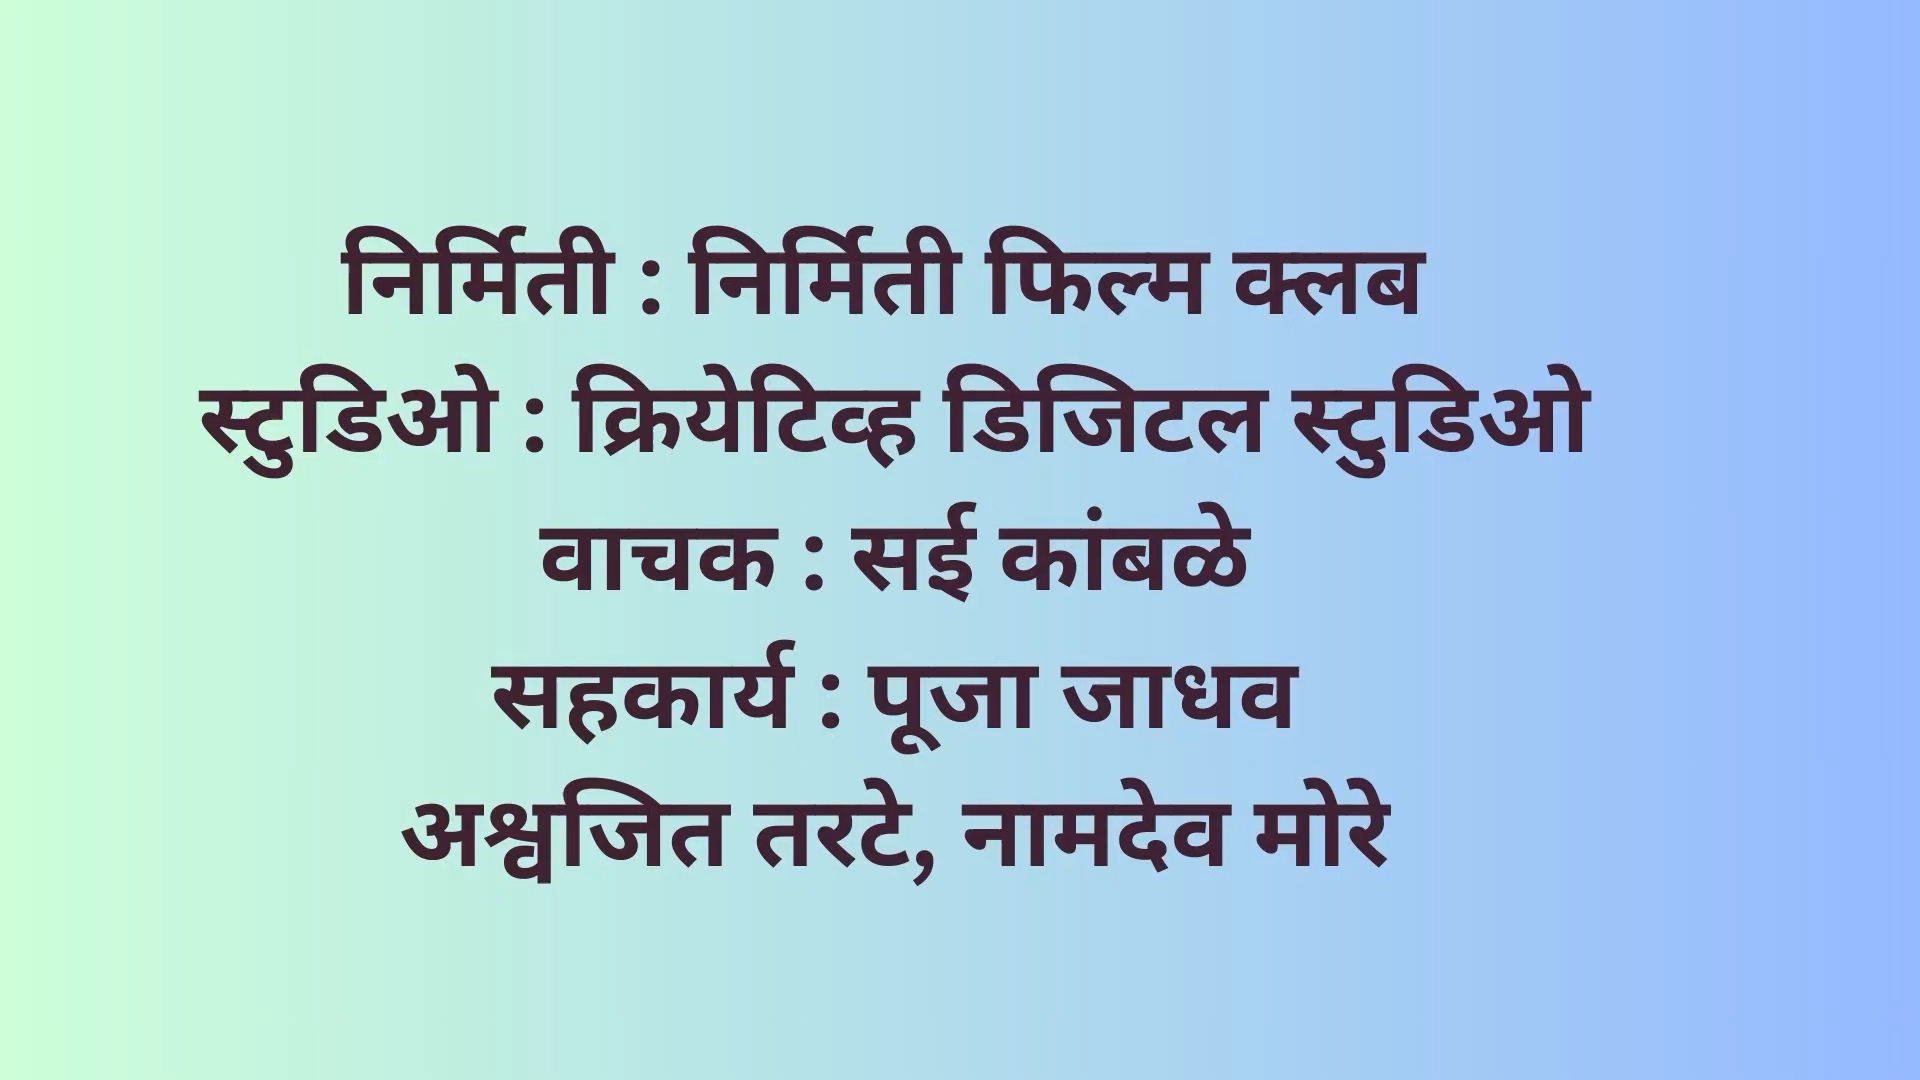 निर्मिती : निर्मिती फिल्म क्लब
स्टुडिओ : क्रियेटिव्ह डिजिटल स्टुडिओ
वाचक : सई कांबळे
सहकार्य : पूजा जाधव
अश्वजित तरटे, नामदेव मोरे